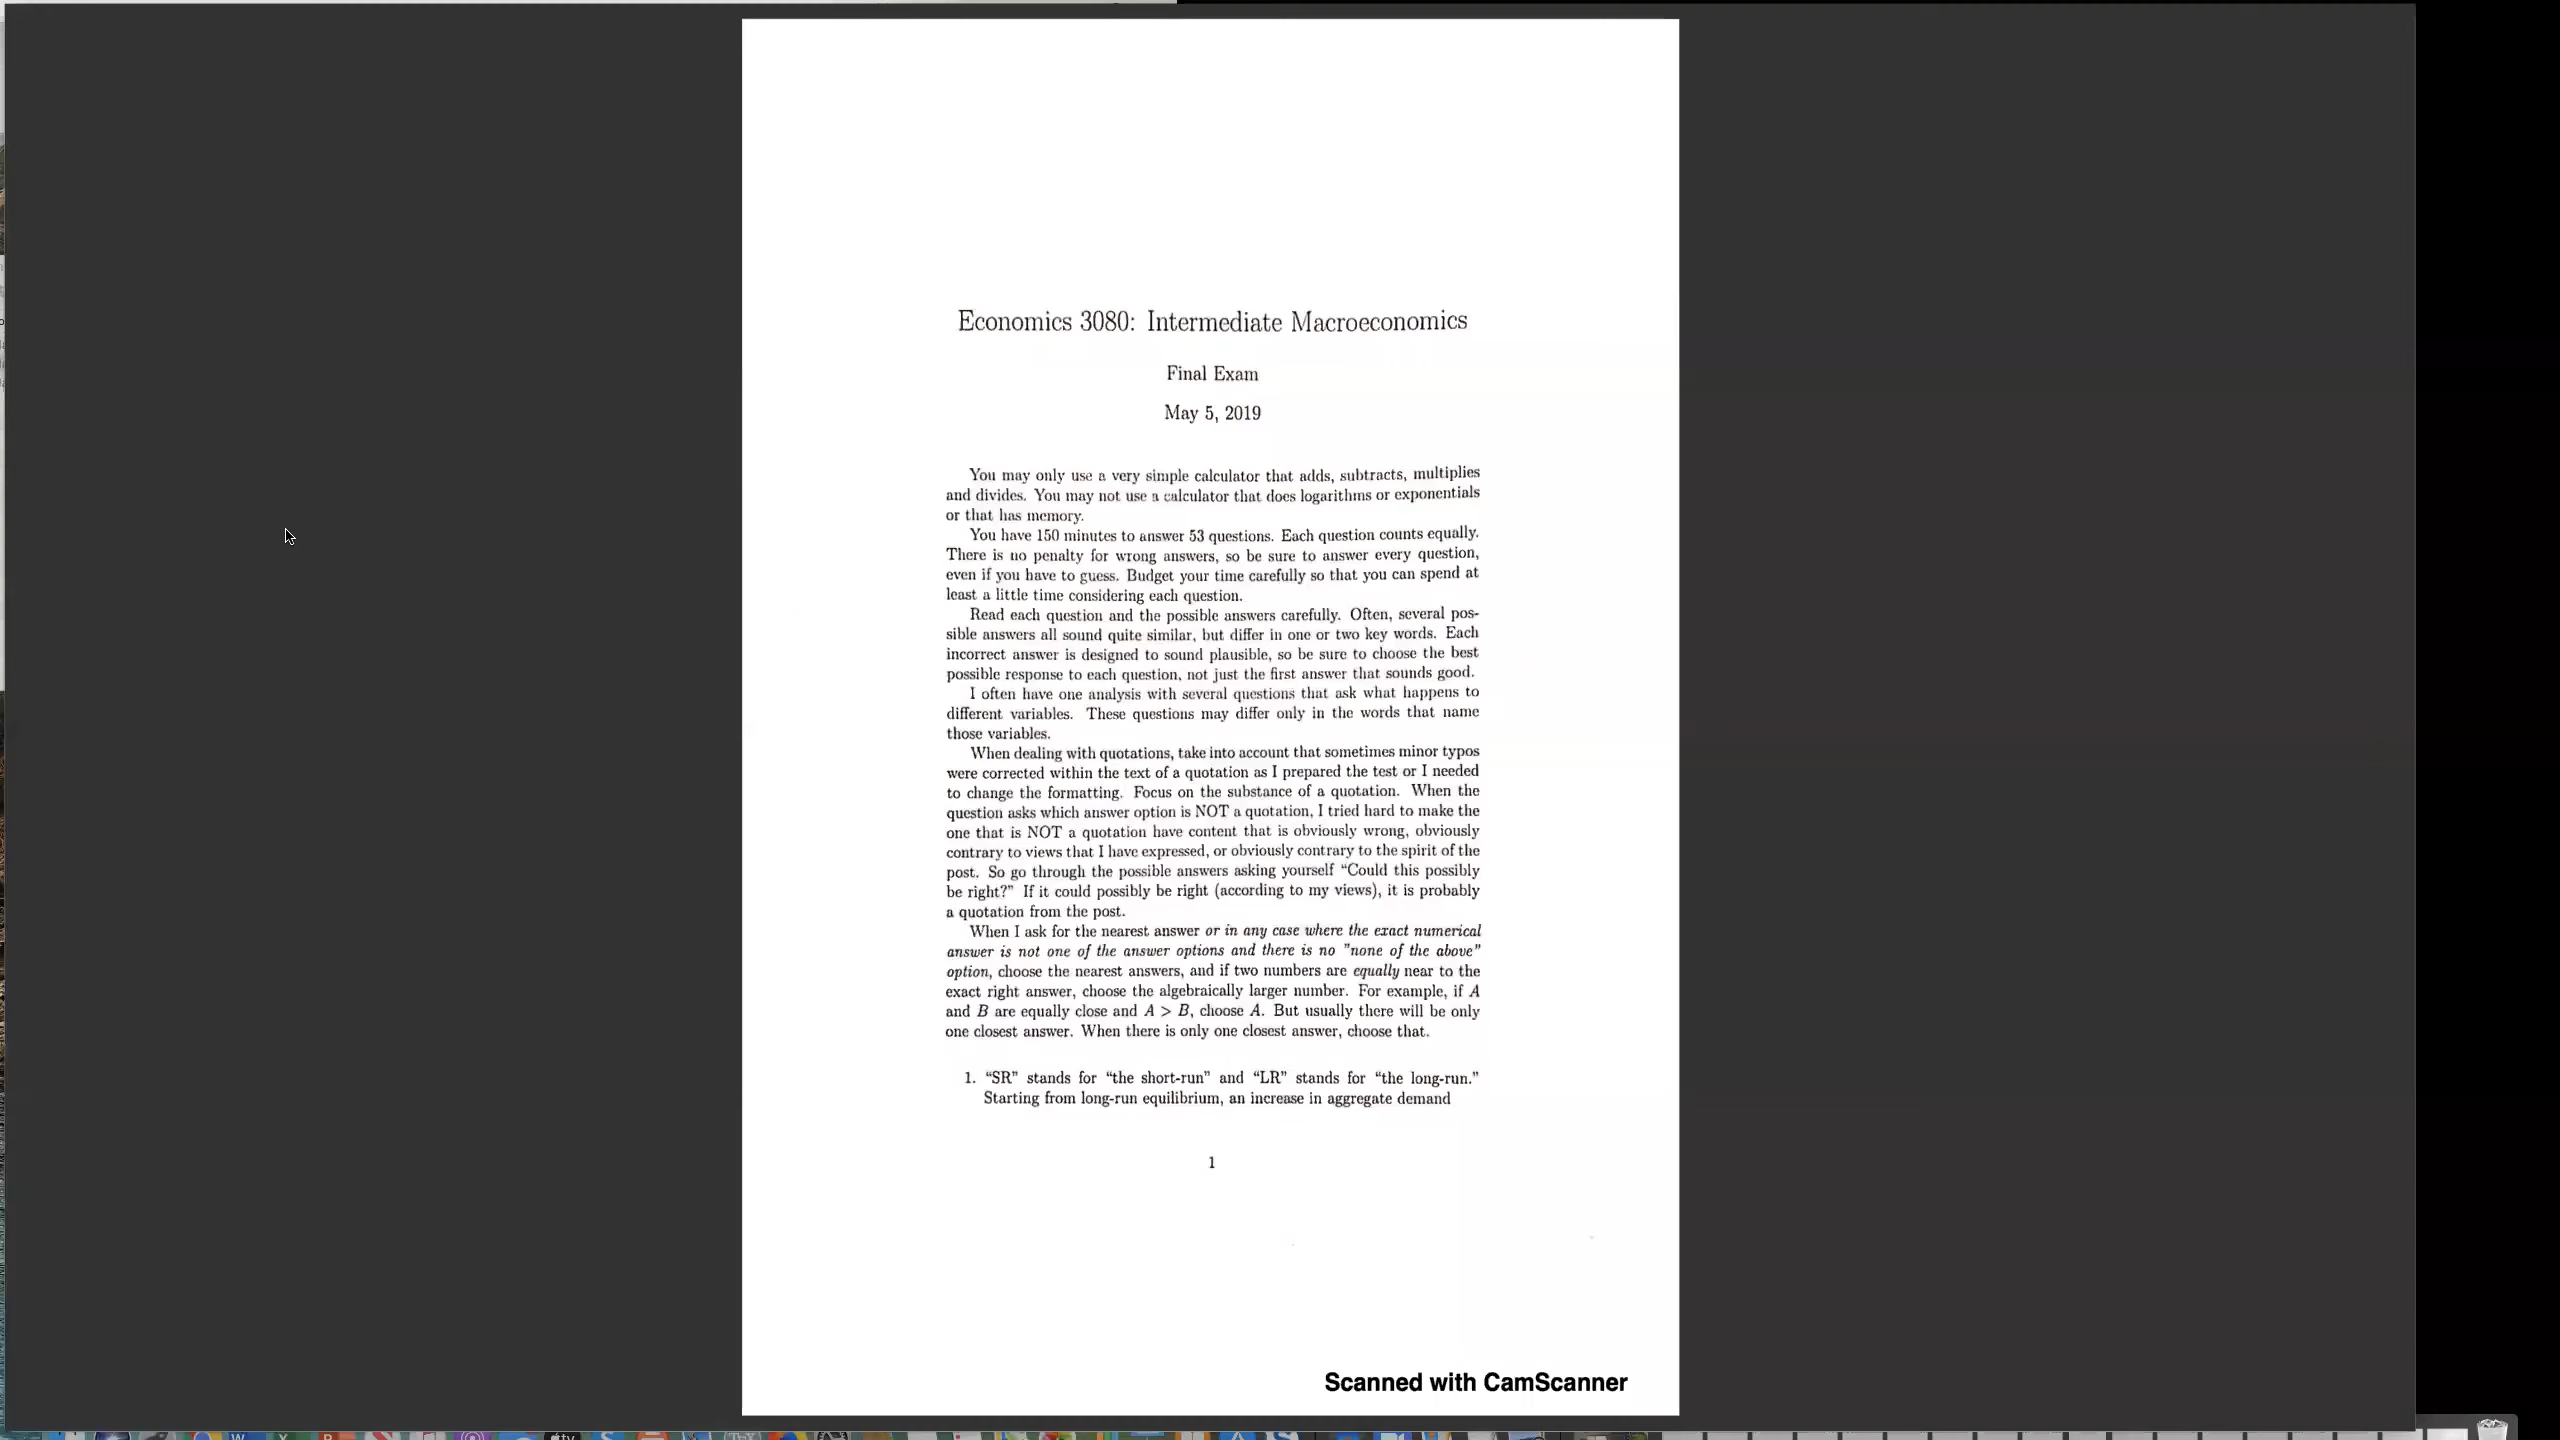 Economics 3080: Intermediate Macroeconomics
Final Exam
May 5, 2019
You may only use a very simple calculator that adds, subtracts, multiplies
and divides. You may not use a calculator that does logarithms or exponentials
or that has memory.
You have 150 minutes to answer 53 questions. Each question counts equally.
There is no penalty for wrong answers, so be sure to answer every question,
even if you have to guess. Budget your time carefully so that you can spend at
least a little time considering each question.
Read each question and the possible answers carefully. Often, several pos-
sible answers all sound quite similar, but differ in one or two key words. Each
incorrect answer is designed to sound plausible, so be sure to choose the best
possible response to each question, not just the first answer that sounds good.
I often have one analysis with several questions that ask what happens to
different variables. These questions may differ only in the words that name
those variables.
When dealing with quotations, take into account that sometimes minor typos
were corrected within the text of a quotation as I prepared the test or I needed
to change the formatting. Focus on the substance of a quotation. When the
question asks which answer option is NOT a quotation, I tried hard to make the
one that is NOT a quotation have content that is obviously wrong, obviously
contrary to views that I have expressed, or obviously contrary to the spirit of the
post. So go through the possible answers asking yourself “Could this possibly
be right?” If it could possibly be right (according to my views), it is probably
a quotation from the post.
When I ask for the nearest answer or in any case where the exact numerical
answer is not one of the answer options and there is no "none of the above"
option, choose the nearest answers, and if two numbers are equally near to the
exact right answer, choose the algebraically larger number. For example, if A
and B are equally close and A > B, choose A. But usually there will be only
one closest answer. When there is only one closest answer, choose that.
1. “SR” stands for “the short-run” and “LR” stands for “the long-run.”
Starting from long-run equilibrium, an increase in aggregate demand
1
Scanned with CamScanner